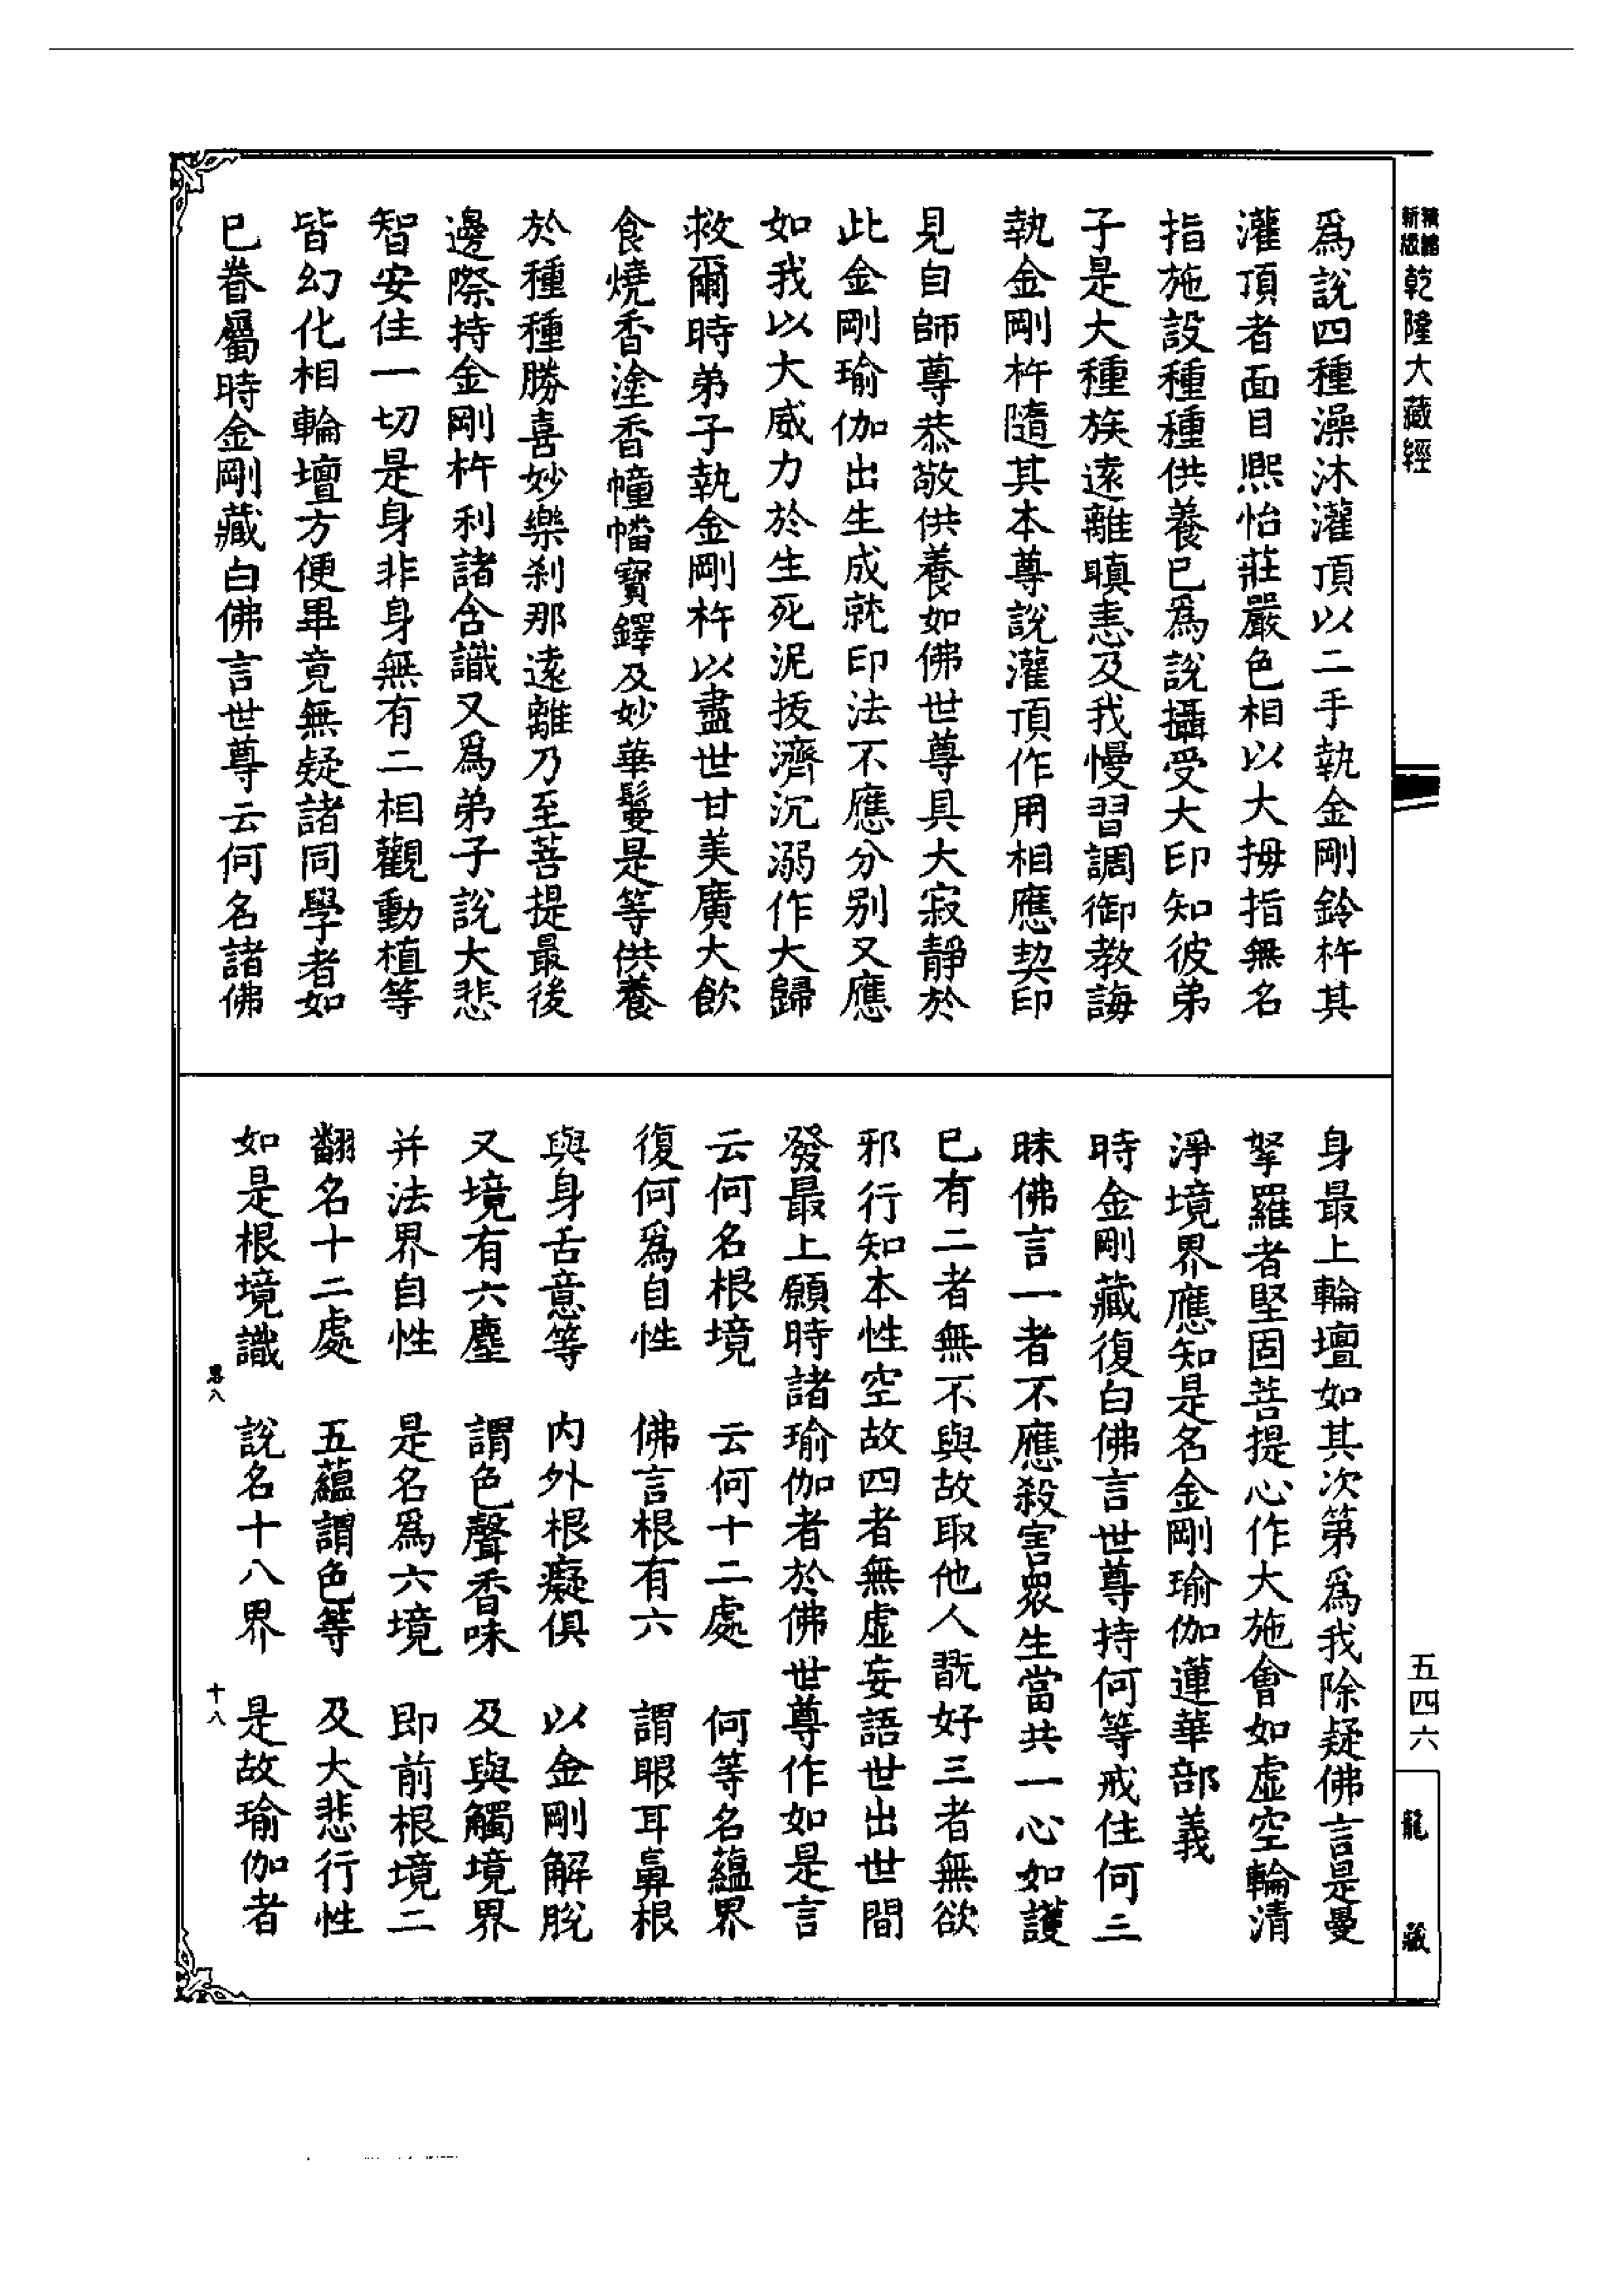 新編縮本乾隆大藏經
爲說四種澡沐灌頂以二手執金剛鈴杵其
灌頂者面目熙怡莊嚴色相以大拇指無名
指施設種種供養已爲說攝受大印知彼弟
子是大種族遠離瞋恚及我慢習調御教誨
執金剛杵隨其本尊說灌頂作用相應契印
見自師尊恭敬供養如佛世尊具大寂靜於
此金剛瑜伽出生成就印法不應分别又應
如我以大威力於生死泥拔濟沉溺作大歸
救爾時弟子執金剛杵以盡世甘美廣大飲
食燒香塗香幢幡寳鐸及妙華鬘是等供養
於種種勝喜妙樂刹那遠離乃至菩提最後
邊際持金剛杵利諸含識又爲弟子說大悲
智安住一切是身非身無有二相觀動植等
皆幻化相輪壇方便畢竟無疑諸同學者如
已眷屬時金剛藏白佛言世尊云何名諸佛
身最上輪壇如其次第爲我除疑佛言是曼
拏羅者堅固菩提心作大施會如虛空輪清
淨境界應知是名金剛瑜伽蓮華部義
時金剛藏復白佛言世尊持何等戒住何三
昧佛言一者不應殺害衆生當共一心如護
已有二者無不與故取他人翫好三者無欲
邪行知本性空故四者無虛妄語世出世間
發最上願時諸瑜伽者於佛世尊作如是言
云何名根境　云何十二處　何等名蘊界
復何爲自性　佛言根有六　謂眼耳鼻根
與身舌意等　内外根癡俱　以金剛解脫
又境有六塵　謂色聲香味　及與觸境界
并法界自性　是名爲六境　即前根境二
翻名十二處　五蘊謂色等　及大悲行性
如是根境識　說名十八界　是故瑜伽者
十八
五四六
龍藏